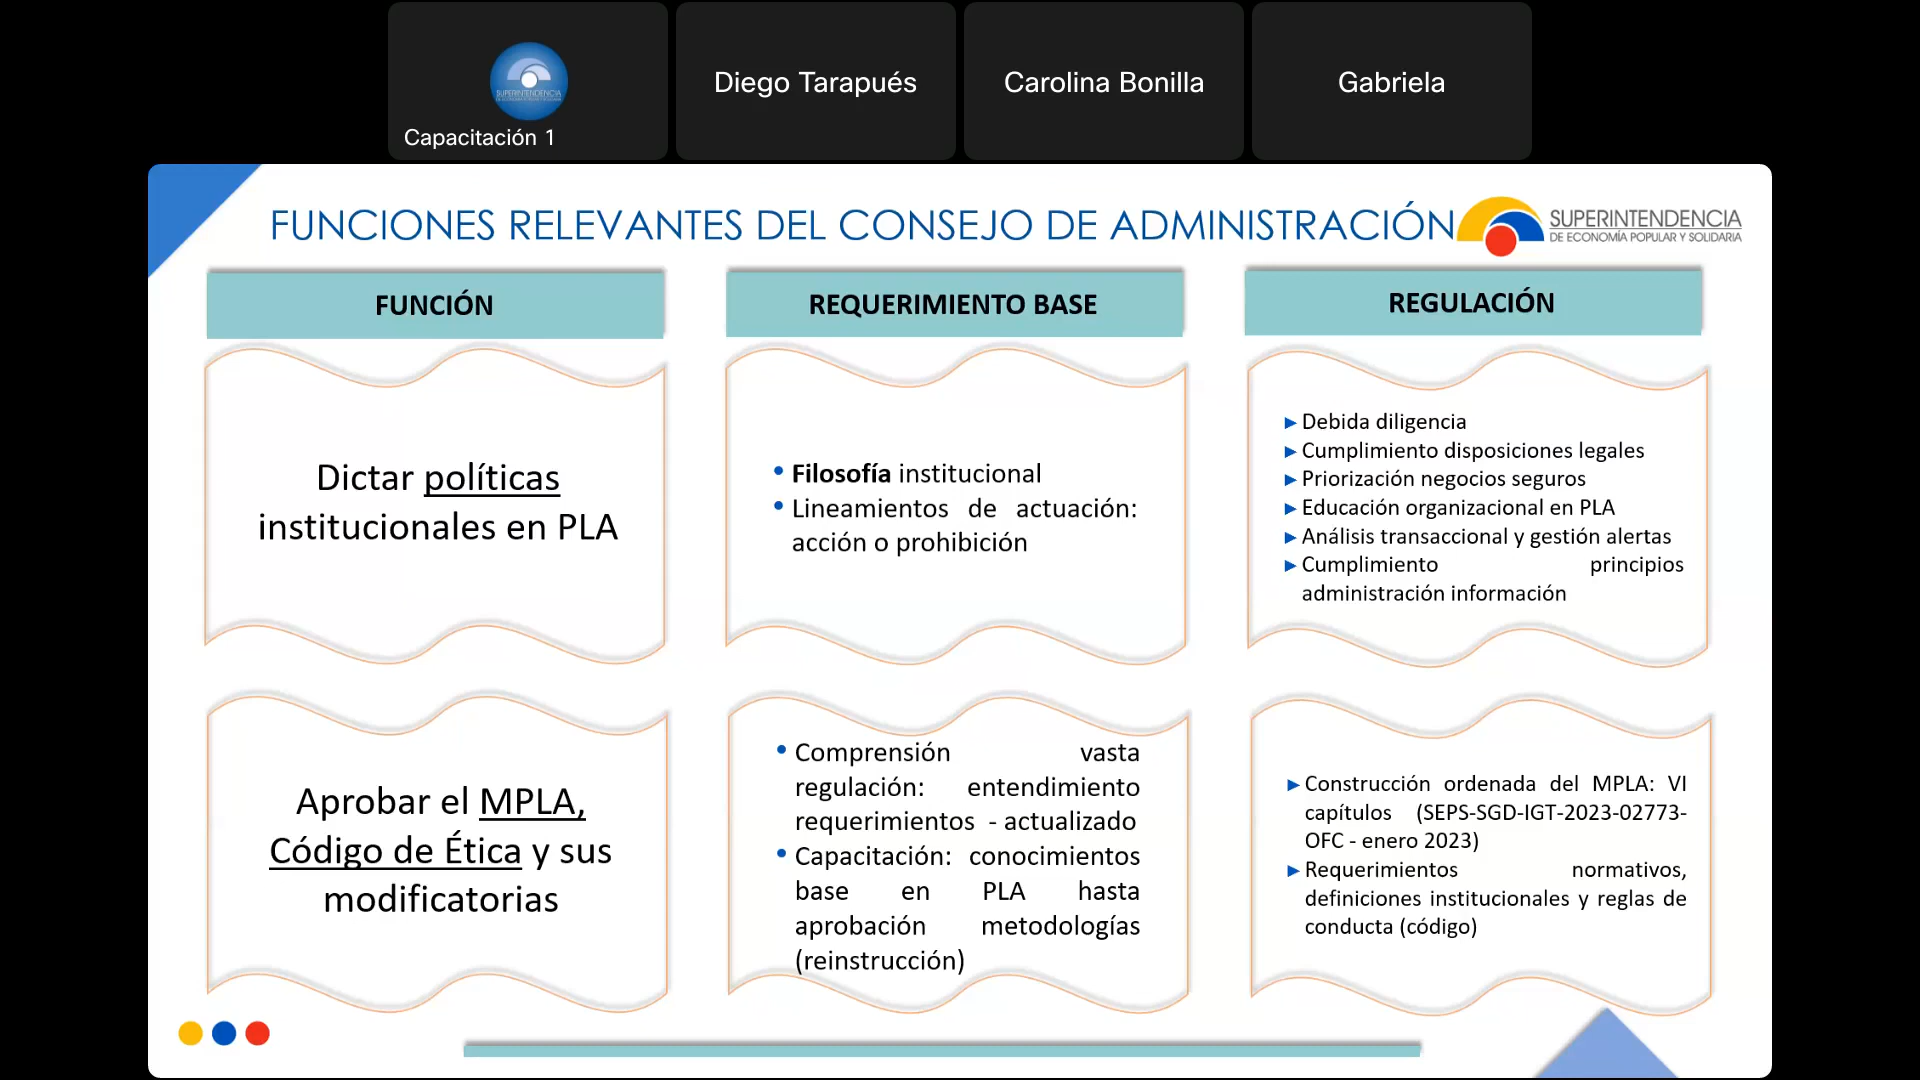 Capacitación 1
Diego Tarapués
Carolina Bonilla
Gabriela
FUNCIONES RELEVANTES DEL CONSEJO DE ADMINISTRACIÓN
SUPERINTENDENCIA
DE ECONOMÍA POPULAR Y SOLIDARIA
FUNCIÓN
REQUERIMIENTO BASE
REGULACIÓN
Dictar políticas
institucionales en PLA
• Filosofía institucional
• Lineamientos de actuación:
acción o prohibición
► Debida diligencia
► Cumplimiento disposiciones legales
► Priorización negocios seguros
► Educación organizacional en PLA
► Análisis transaccional y gestión alertas
► Cumplimiento principios
administración información
Aprobar el MPLA,
Código de Ética y sus
modificatorias
• Comprensión vasta
regulación: entendimiento
requerimientos - actualizado
• Capacitación: conocimientos
base en PLA hasta
aprobación metodologías
(reinstrucción)
► Construcción ordenada del MPLA: VI
capítulos (SEPS-SGD-IGT-2023-02773-
OFC - enero 2023)
► Requerimientos normativos,
definiciones institucionales y reglas de
conducta (código)